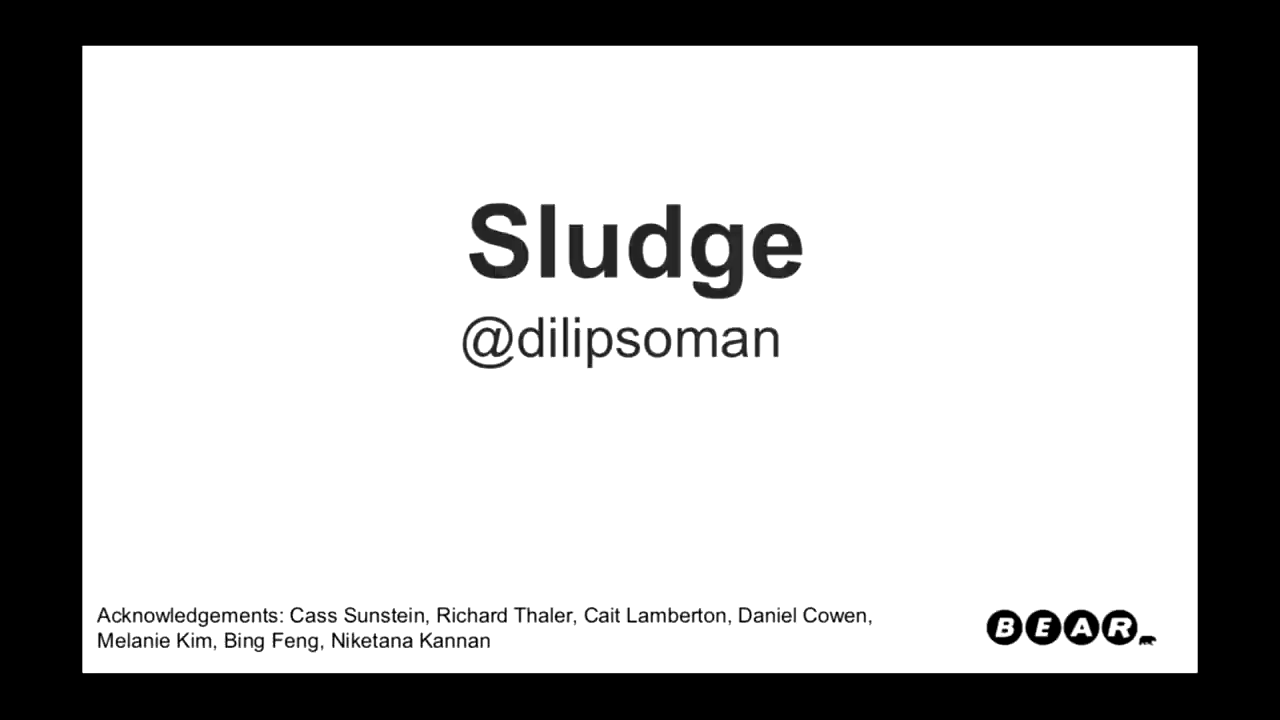 Sludge
@dilipsoman
Acknowledgements: Cass Sunstein, Richard Thaler, Cait Lamberton, Daniel Cowen,
Melanie Kim, Bing Feng, Niketana Kannan
BEAR